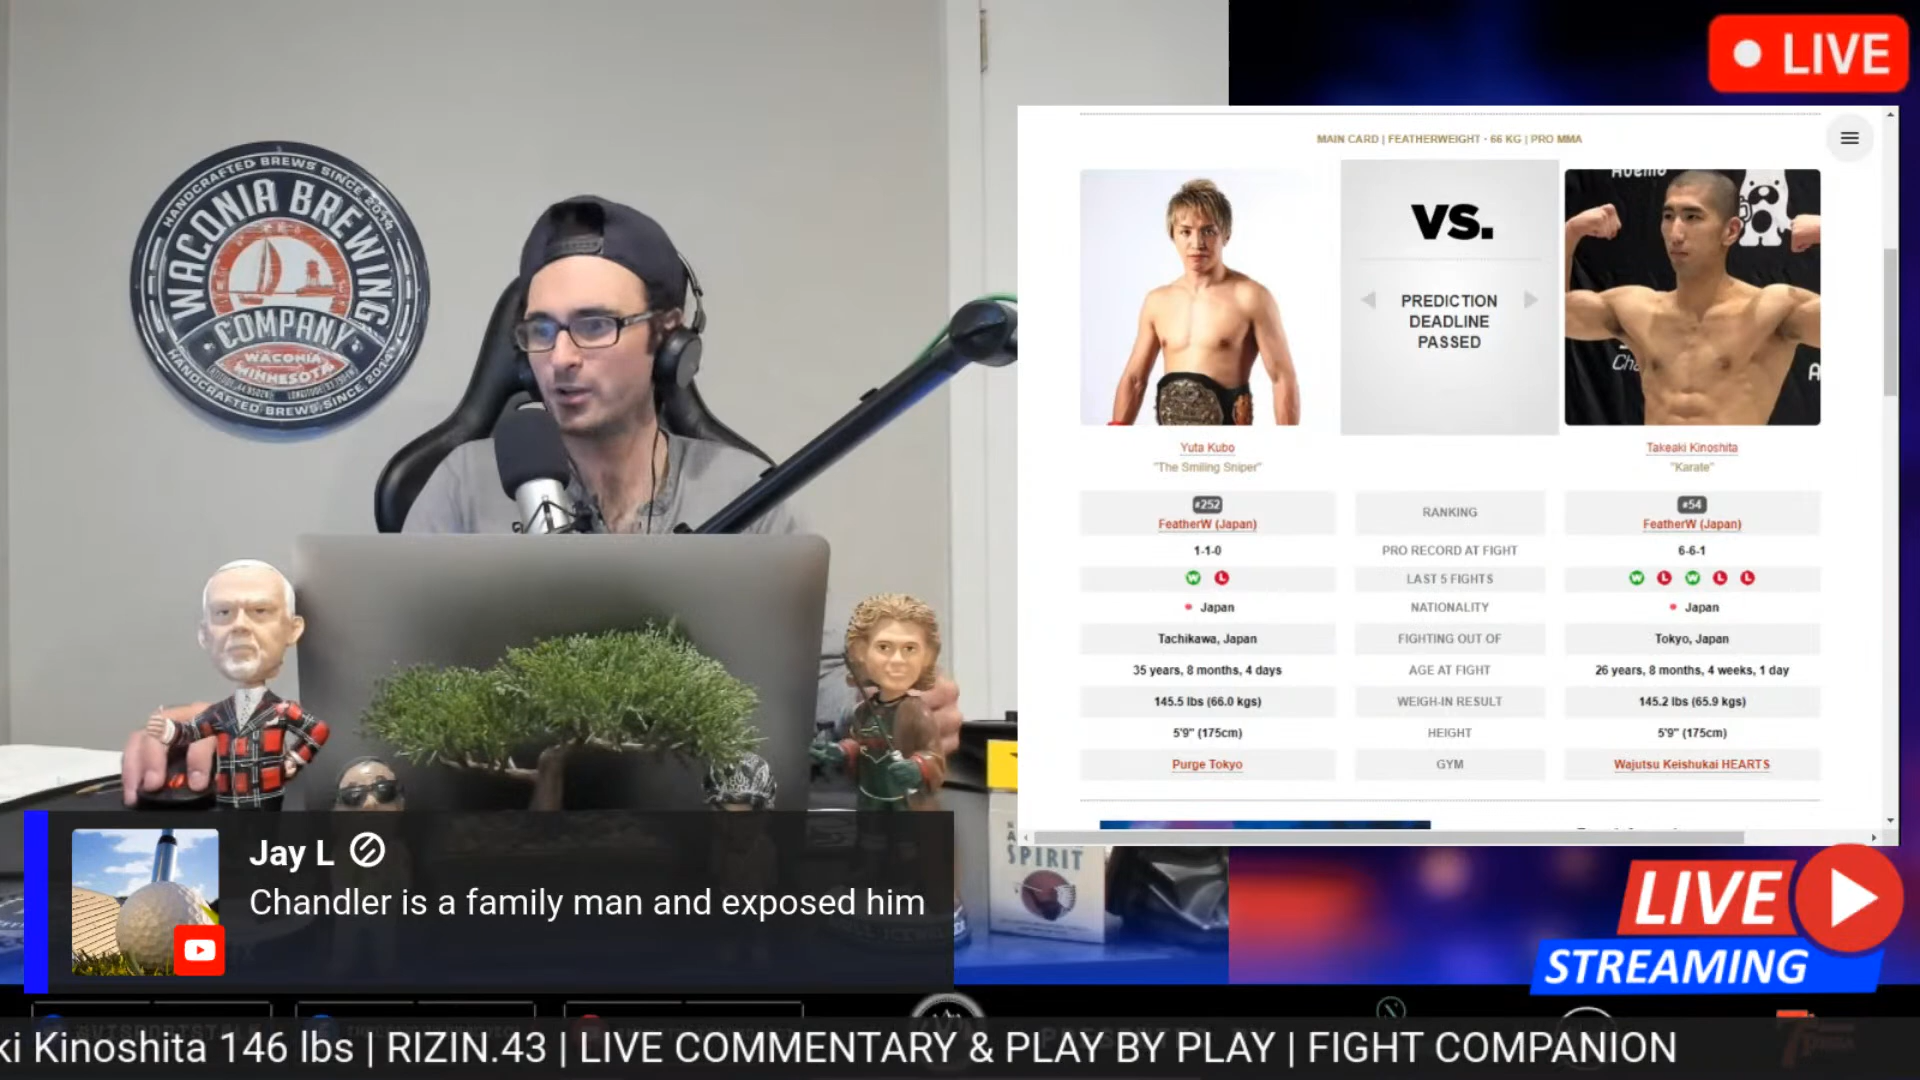 LIVE
HANDCRAFTED BREWS SINCE 2014
WACONIA BREWING
COMPANY
WACONIA
MINNESOTA
HANDCRAFTED BREWS SINCE 2014
MAIN CARD | FEATHERWEIGHT · 66 KG | PRO MMA
VS.
PREDICTION
DEADLINE
PASSED
Yuta Kubo
Takeaki Kinoshita
"The Smiling Sniper"
"Karate"
#252
RANKING
#54
FeatherW (Japan)
FeatherW (Japan)
1-1-0
PRO RECORD AT FIGHT
6-6-1
W L
LAST 5 FIGHTS
W L W L L
Japan
NATIONALITY
Japan
Tachikawa, Japan
FIGHTING OUT OF
Tokyo, Japan
35 years, 8 months, 4 days
AGE AT FIGHT
26 years, 8 months, 4 weeks, 1 day
145.5 lbs (66.0 kgs)
WEIGH-IN RESULT
145.2 lbs (65.9 kgs)
5'9" (175cm)
HEIGHT
5'9" (175cm)
Purge Tokyo
GYM
Wajutsu Keishukai HEARTS
SPIRIT
Jay L
Chandler is a family man and exposed him
LIVE
STREAMING
ki Kinoshita 146 lbs | RIZIN.43 | LIVE COMMENTARY & PLAY BY PLAY | FIGHT COMPANION